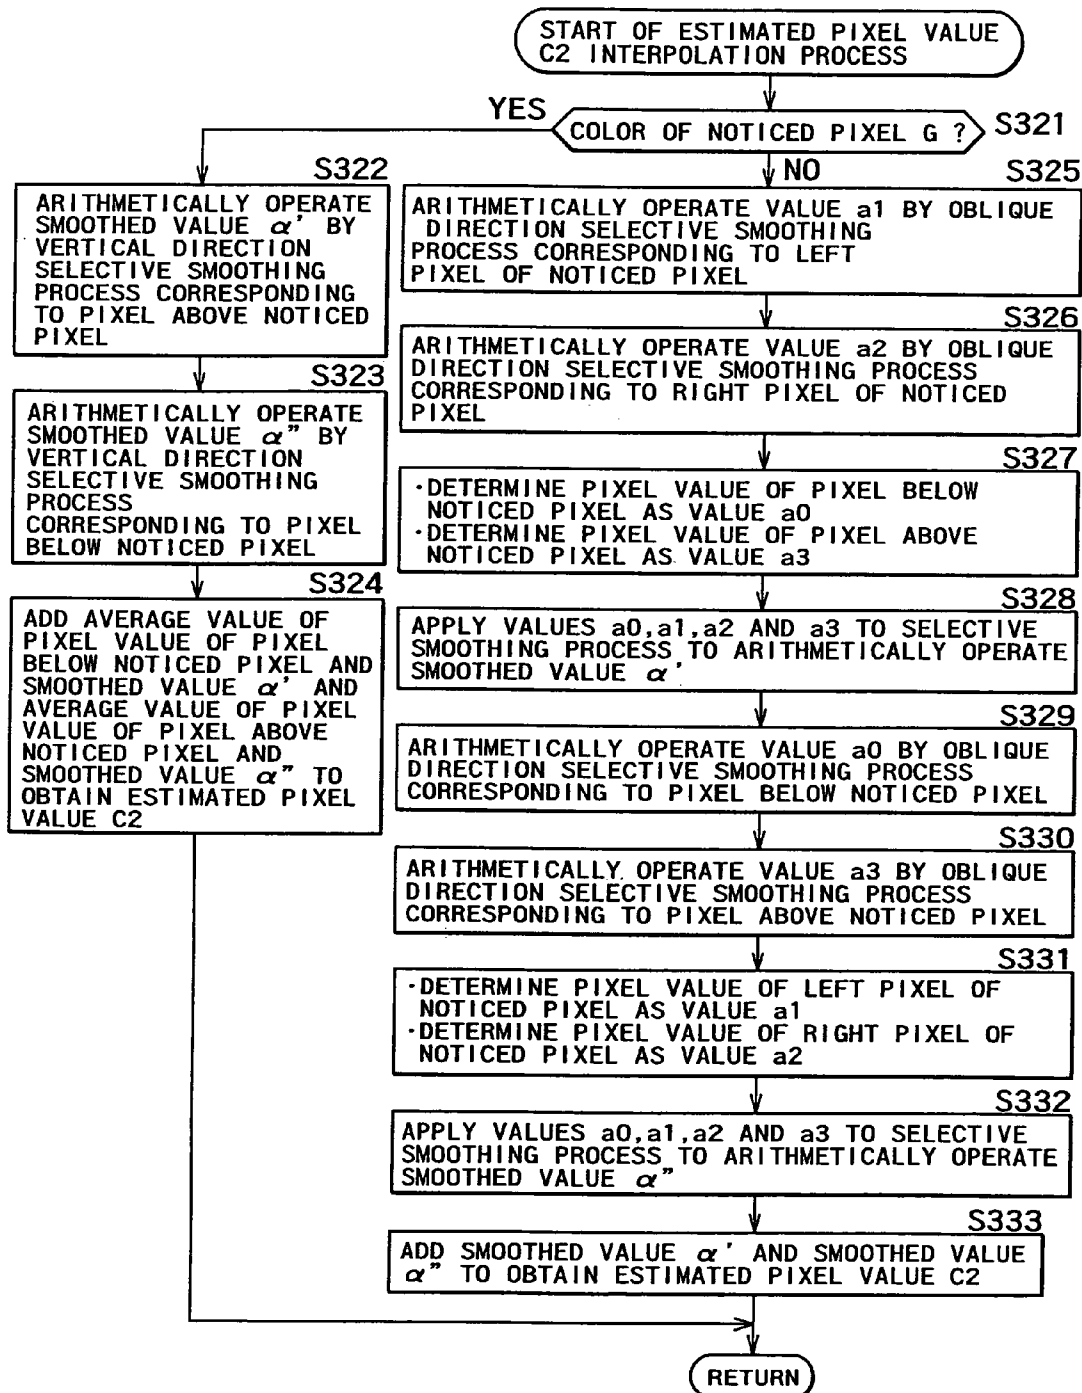 START OF ESTIMATED PIXEL VALUE
C2 INTERPOLATION PROCESS
YES
COLOR OF NOTICED PIXEL G ?
S321
NO
S322
ARITHMETICALLY OPERATE
SMOOTHED VALUE α' BY
VERTICAL DIRECTION
SELECTIVE SMOOTHING
PROCESS CORRESPONDING
TO PIXEL ABOVE NOTICED
PIXEL
S323
ARITHMETICALLY OPERATE
SMOOTHED VALUE α" BY
VERTICAL DIRECTION
SELECTIVE SMOOTHING
PROCESS
CORRESPONDING TO PIXEL
BELOW NOTICED PIXEL
S324
ADD AVERAGE VALUE OF
PIXEL VALUE OF PIXEL
BELOW NOTICED PIXEL AND
SMOOTHED VALUE α' AND
AVERAGE VALUE OF PIXEL
VALUE OF PIXEL ABOVE
NOTICED PIXEL AND
SMOOTHED VALUE α" TO
OBTAIN ESTIMATED PIXEL
VALUE C2
S325
ARITHMETICALLY OPERATE VALUE a1 BY OBLIQUE
DIRECTION SELECTIVE SMOOTHING
PROCESS CORRESPONDING TO LEFT
PIXEL OF NOTICED PIXEL
S326
ARITHMETICALLY OPERATE VALUE a2 BY OBLIQUE
DIRECTION SELECTIVE SMOOTHING PROCESS
CORRESPONDING TO RIGHT PIXEL OF NOTICED
PIXEL
S327
·DETERMINE PIXEL VALUE OF PIXEL BELOW
NOTICED PIXEL AS VALUE a0
·DETERMINE PIXEL VALUE OF PIXEL ABOVE
NOTICED PIXEL AS VALUE a3
S328
APPLY VALUES a0,a1,a2 AND a3 TO SELECTIVE
SMOOTHING PROCESS TO ARITHMETICALLY OPERATE
SMOOTHED VALUE α'
S329
ARITHMETICALLY OPERATE VALUE a0 BY OBLIQUE
DIRECTION SELECTIVE SMOOTHING PROCESS
CORRESPONDING TO PIXEL BELOW NOTICED PIXEL
S330
ARITHMETICALLY OPERATE VALUE a3 BY OBLIQUE
DIRECTION SELECTIVE SMOOTHING PROCESS
CORRESPONDING TO PIXEL ABOVE NOTICED PIXEL
S331
·DETERMINE PIXEL VALUE OF LEFT PIXEL OF
NOTICED PIXEL AS VALUE a1
·DETERMINE PIXEL VALUE OF RIGHT PIXEL OF
NOTICED PIXEL AS VALUE a2
S332
APPLY VALUES a0,a1,a2 AND a3 TO SELECTIVE
SMOOTHING PROCESS TO ARITHMETICALLY OPERATE
SMOOTHED VALUE α"
S333
ADD SMOOTHED VALUE α' AND SMOOTHED VALUE
α" TO OBTAIN ESTIMATED PIXEL VALUE C2
RETURN